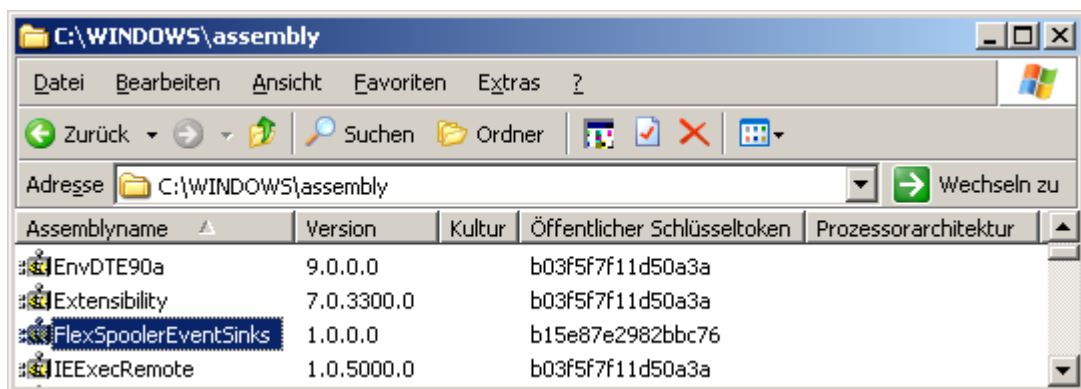 C:\WINDOWS\assembly
Datei Bearbeiten Ansicht Favoriten Extras ?
Zurück Suchen Ordner
Adresse C:\WINDOWS\assembly Wechseln zu
Assemblyname Version Kultur Öffentlicher Schlüsseltoken Prozessorarchitektur
EnvDTE90a 9.0.0.0 b03f5f7f11d50a3a
Extensibility 7.0.3300.0 b03f5f7f11d50a3a
FlexSpoolerEventSinks 1.0.0.0 b15e87e2982bbc76
IEExecRemote 1.0.5000.0 b03f5f7f11d50a3a